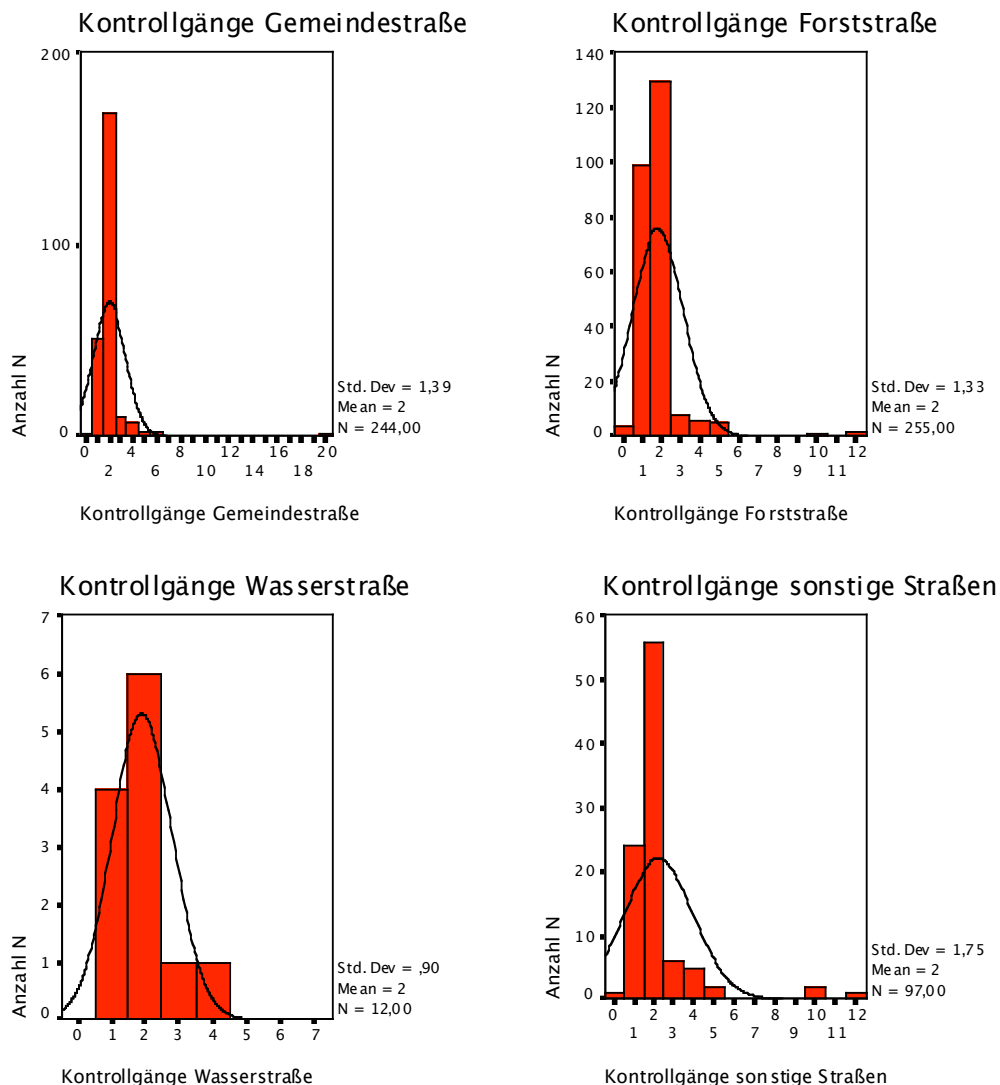 Kontrollgänge Gemeindestraße
200
100
0
Anzahl N
0 4 8 12 16 20
2 6 10 14 18
Std. Dev = 1,39
Mean = 2
N = 244,00
Kontrollgänge Gemeindestraße
Kontrollgänge Forststraße
140
120
100
80
60
40
20
0
Anzahl N
0 2 4 6 8 10 12
1 3 5 7 9 11
Std. Dev = 1,33
Mean = 2
N = 255,00
Kontrollgänge Forststraße
Kontrollgänge Wasserstraße
7
6
5
4
3
2
1
0
Anzahl N
0 1 2 3 4 5 6 7
Std. Dev = ,90
Mean = 2
N = 12,00
Kontrollgänge Wasserstraße
Kontrollgänge sonstige Straßen
60
50
40
30
20
10
0
Anzahl N
0 2 4 6 8 10 12
1 3 5 7 9 11
Std. Dev = 1,75
Mean = 2
N = 97,00
Kontrollgänge sonstige Straßen